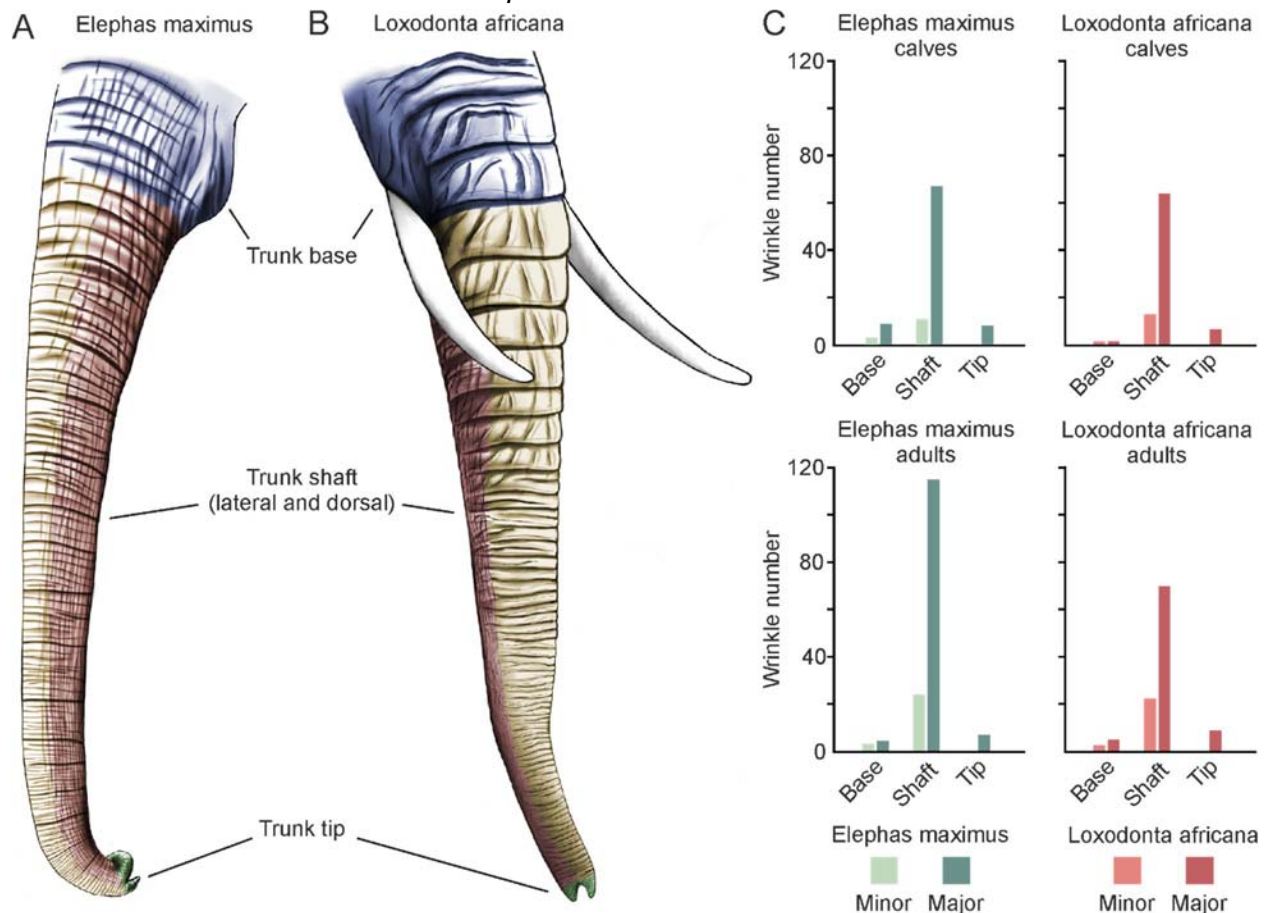 A
Elephas maximus
B
Loxodonta africana
Trunk base
Trunk shaft
(lateral and dorsal)
Trunk tip
C
Elephas maximus
calves
Loxodonta africana
calves
Wrinkle number
120
80
40
0
Base
Shaft
Tip
Base
Shaft
Tip
Elephas maximus
adults
Loxodonta africana
adults
Wrinkle number
120
80
40
0
Base
Shaft
Tip
Base
Shaft
Tip
Elephas maximus
Minor
Major
Loxodonta africana
Minor
Major